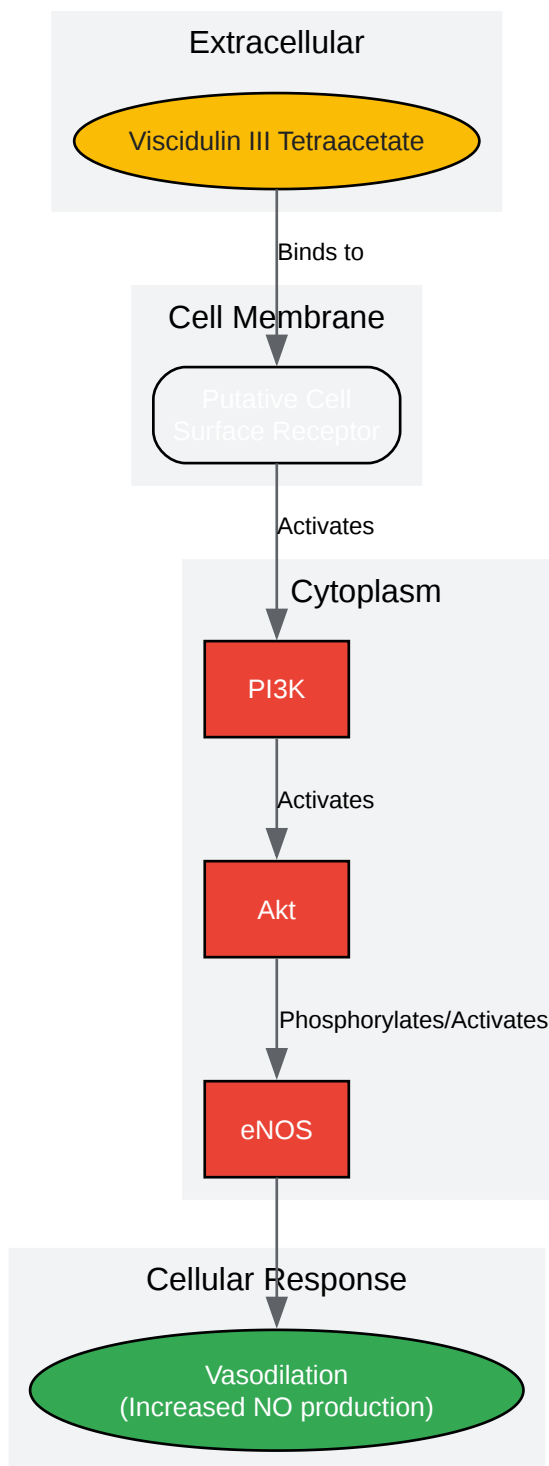 Extracellular
Viscidulin III Tetraacetate
Binds to
Cell Membrane
Putative Cell
Surface Receptor
Activates
Cytoplasm
PI3K
Activates
Akt
Phosphorylates/Activates
eNOS
Cellular Response
Vasodilation
(Increased NO production)